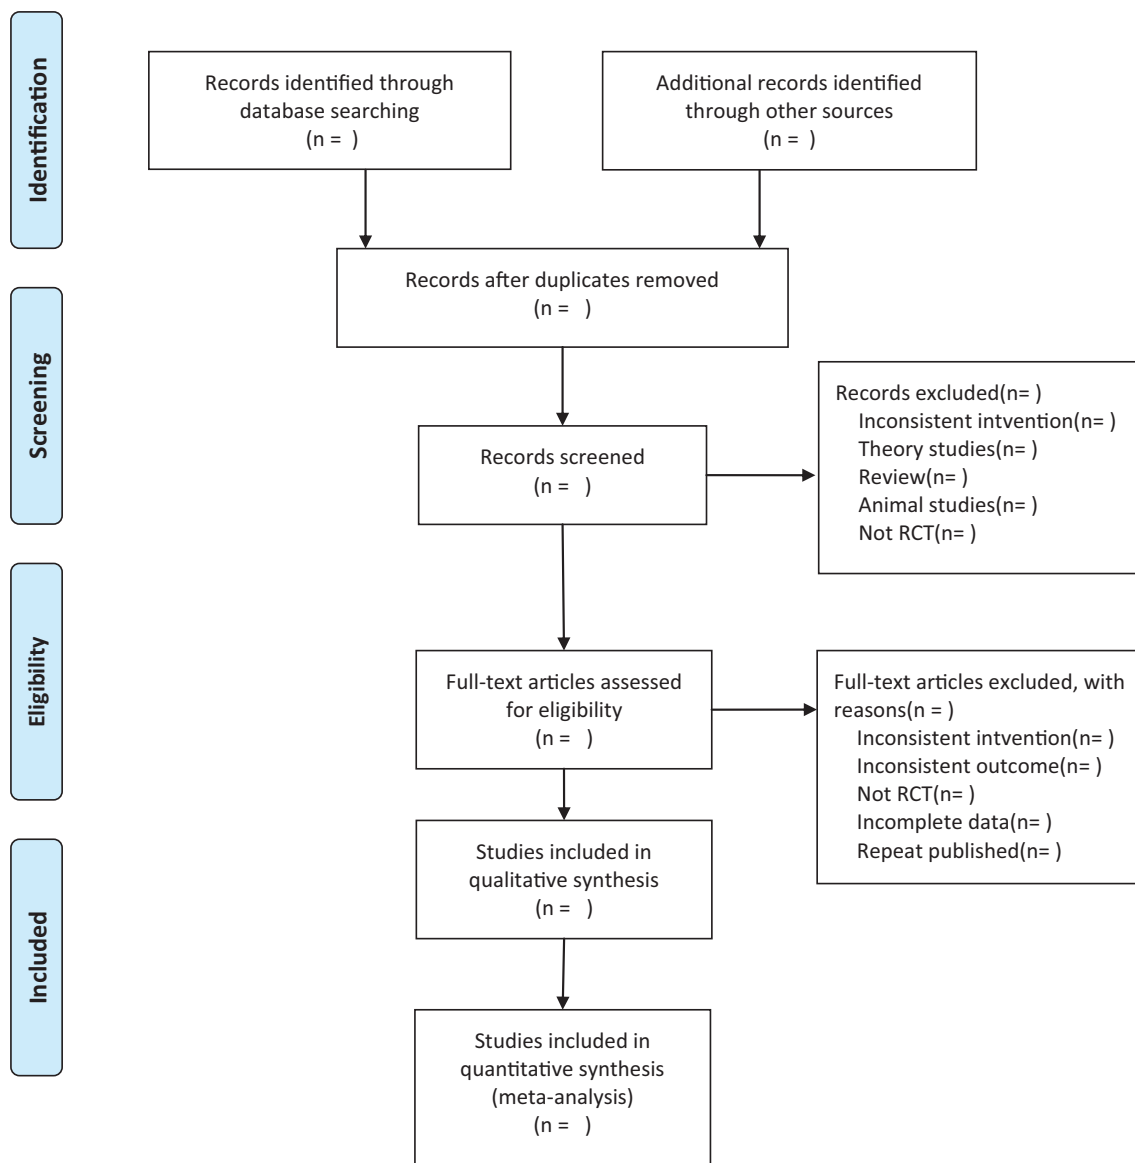 Identification
Records identified through
database searching
(n =  )
Additional records identified
through other sources
(n =  )
Records after duplicates removed
(n =   )
Screening
Records screened
(n =   )
Records excluded(n= )
Inconsistent intvention(n= )
Theory studies(n= )
Review(n= )
Animal studies(n= )
Not RCT(n= )
Eligibility
Full-text articles assessed
for eligibility
(n =   )
Full-text articles excluded, with
reasons(n = )
Inconsistent intvention(n= )
Inconsistent outcome(n= )
Not RCT(n= )
Incomplete data(n= )
Repeat published(n= )
Included
Studies included in
qualitative synthesis
(n =   )
Studies included in
quantitative synthesis
(meta-analysis)
(n =   )